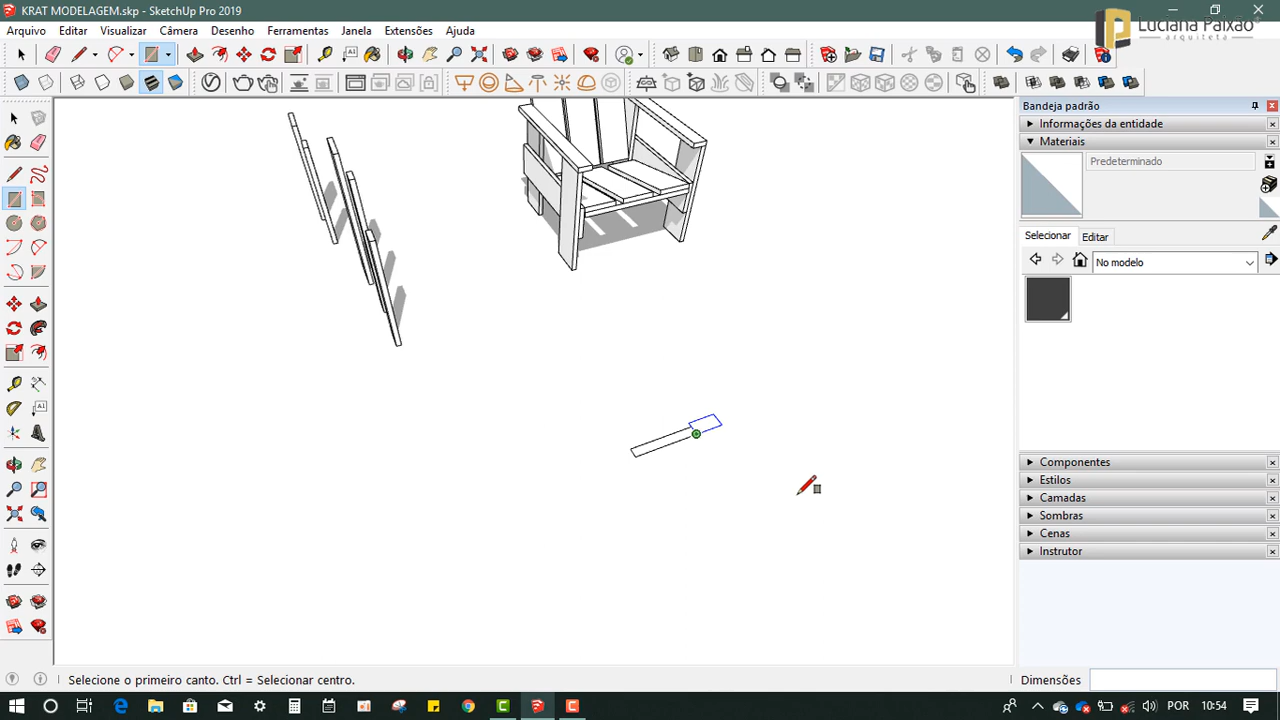 KRAT MODELAGEM.skp - SketchUp Pro 2019
Luciana Paixão
arquiteta
Arquivo Editar Visualizar Câmera Desenho Ferramentas Janela Extensões Ajuda
Bandeja padrão
Informações da entidade
Materiais
Predeterminado
Selecionar Editar
No modelo
Componentes
Estilos
Camadas
Sombras
Cenas
Instrutor
Selecione o primeiro canto. Ctrl = Selecionar centro.
Dimensões
POR 10:54